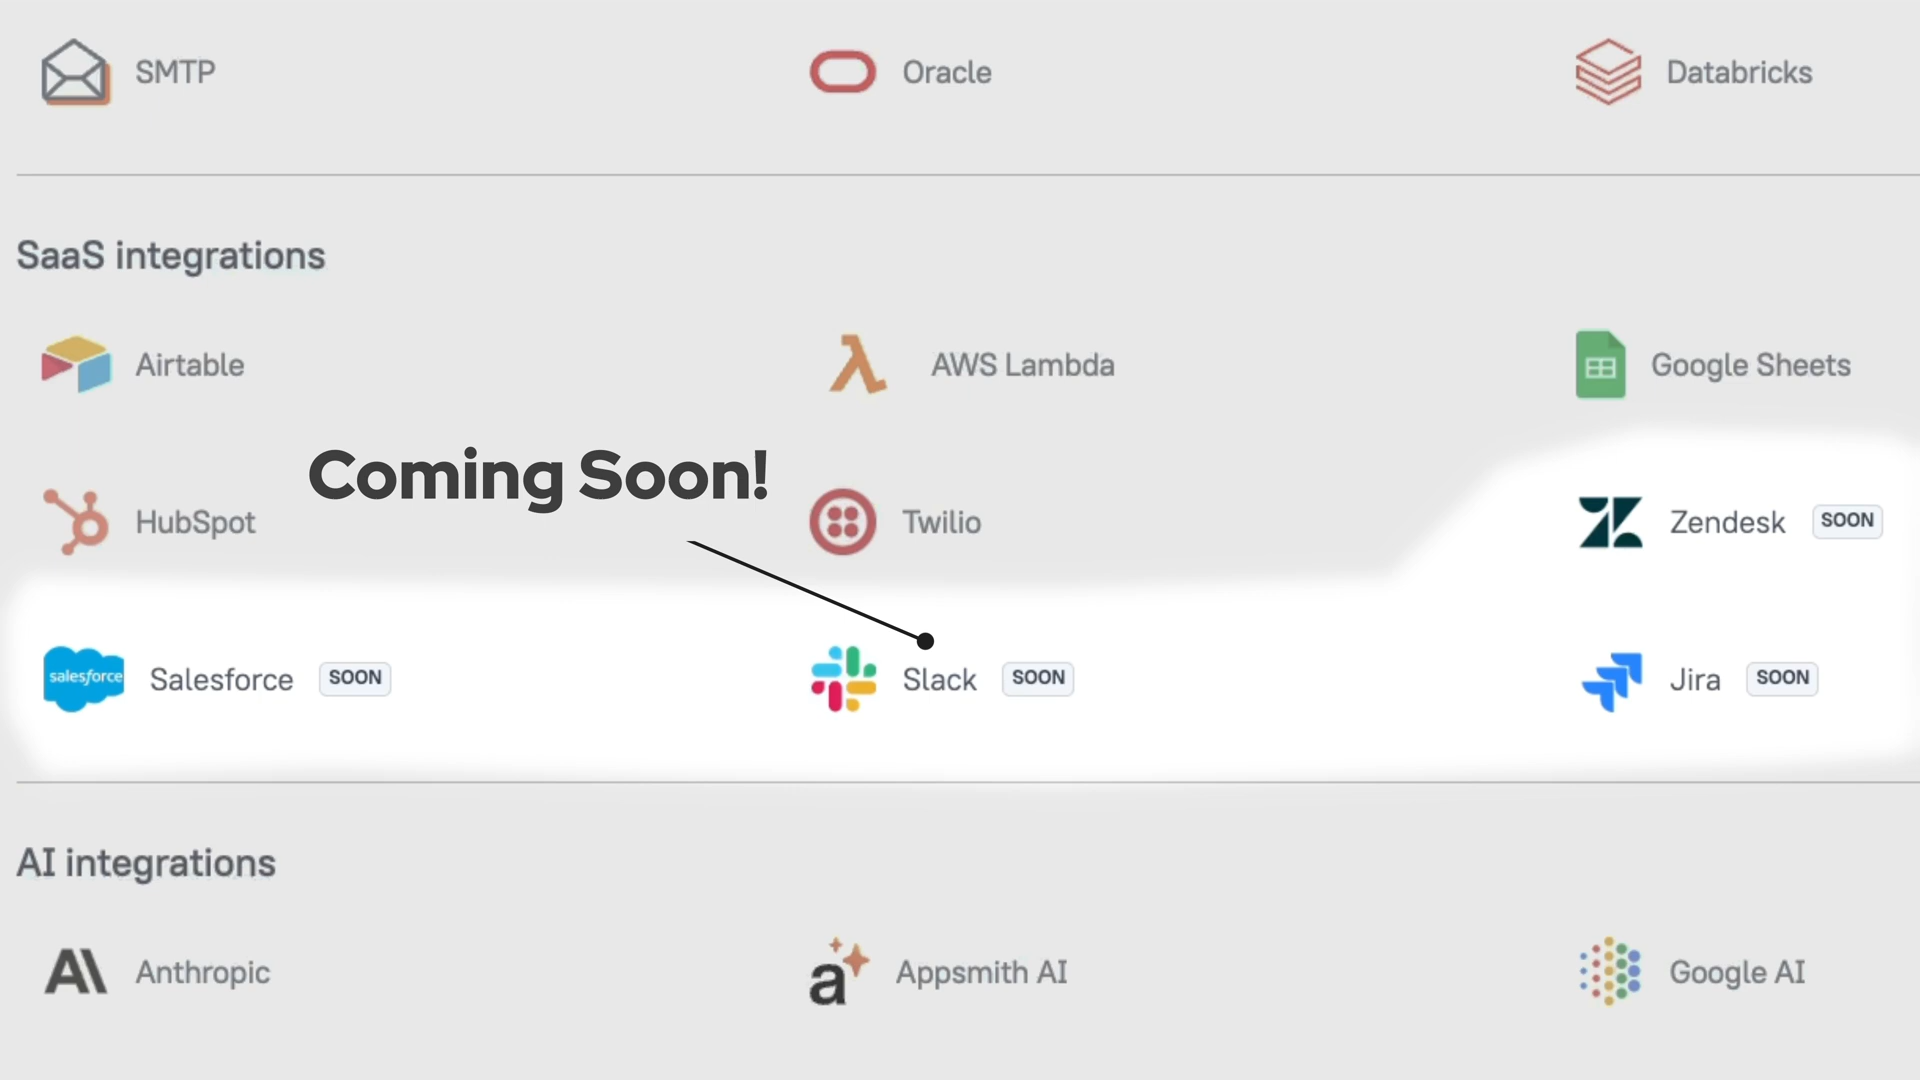 SMTP
Oracle
Databricks
SaaS integrations
Airtable
AWS Lambda
Google Sheets
Coming Soon!
HubSpot
Twilio
Zendesk SOON
salesforce Salesforce SOON
Slack SOON
Jira SOON
AI integrations
Anthropic
a Appsmith AI
Google AI